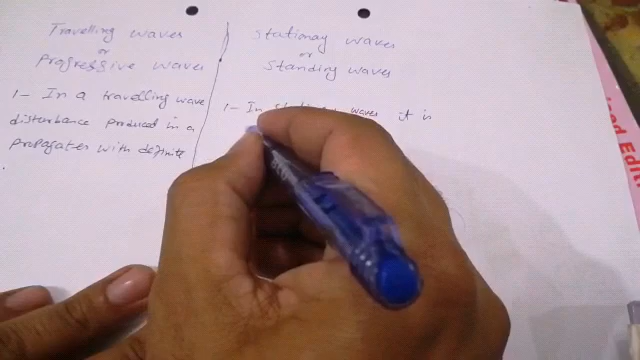 Travelling waves
or
Progressive waves
1- In a travelling wave
disturbance produced in a
propagates with definite
Stationay waves
or
Standing waves
1- In waves it is